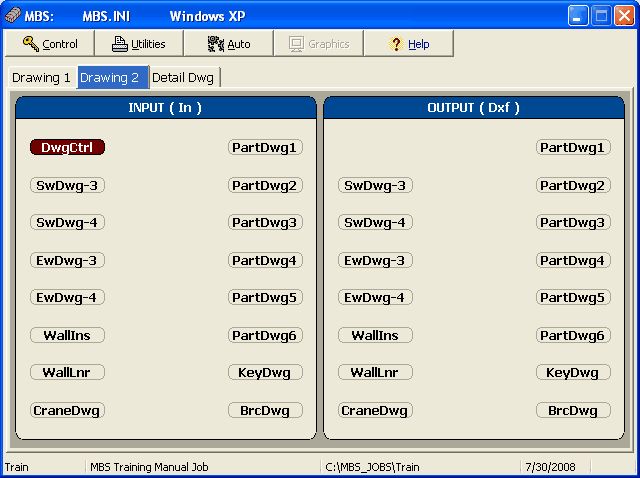 MBS: MBS.INI Windows XP
Control Utilities Auto Graphics Help
Drawing 1 Drawing 2 Detail Dwg
INPUT ( In ) OUTPUT ( Dxf )
DwgCtrl PartDwg1 PartDwg1
SwDwg-3 PartDwg2 SwDwg-3 PartDwg2
SwDwg-4 PartDwg3 SwDwg-4 PartDwg3
EwDwg-3 PartDwg4 EwDwg-3 PartDwg4
EwDwg-4 PartDwg5 EwDwg-4 PartDwg5
WallIns PartDwg6 WallIns PartDwg6
WallLnr KeyDwg WallLnr KeyDwg
CraneDwg BrcDwg CraneDwg BrcDwg
Train MBS Training Manual Job C:\MBS_JOBS\Train 7/30/2008